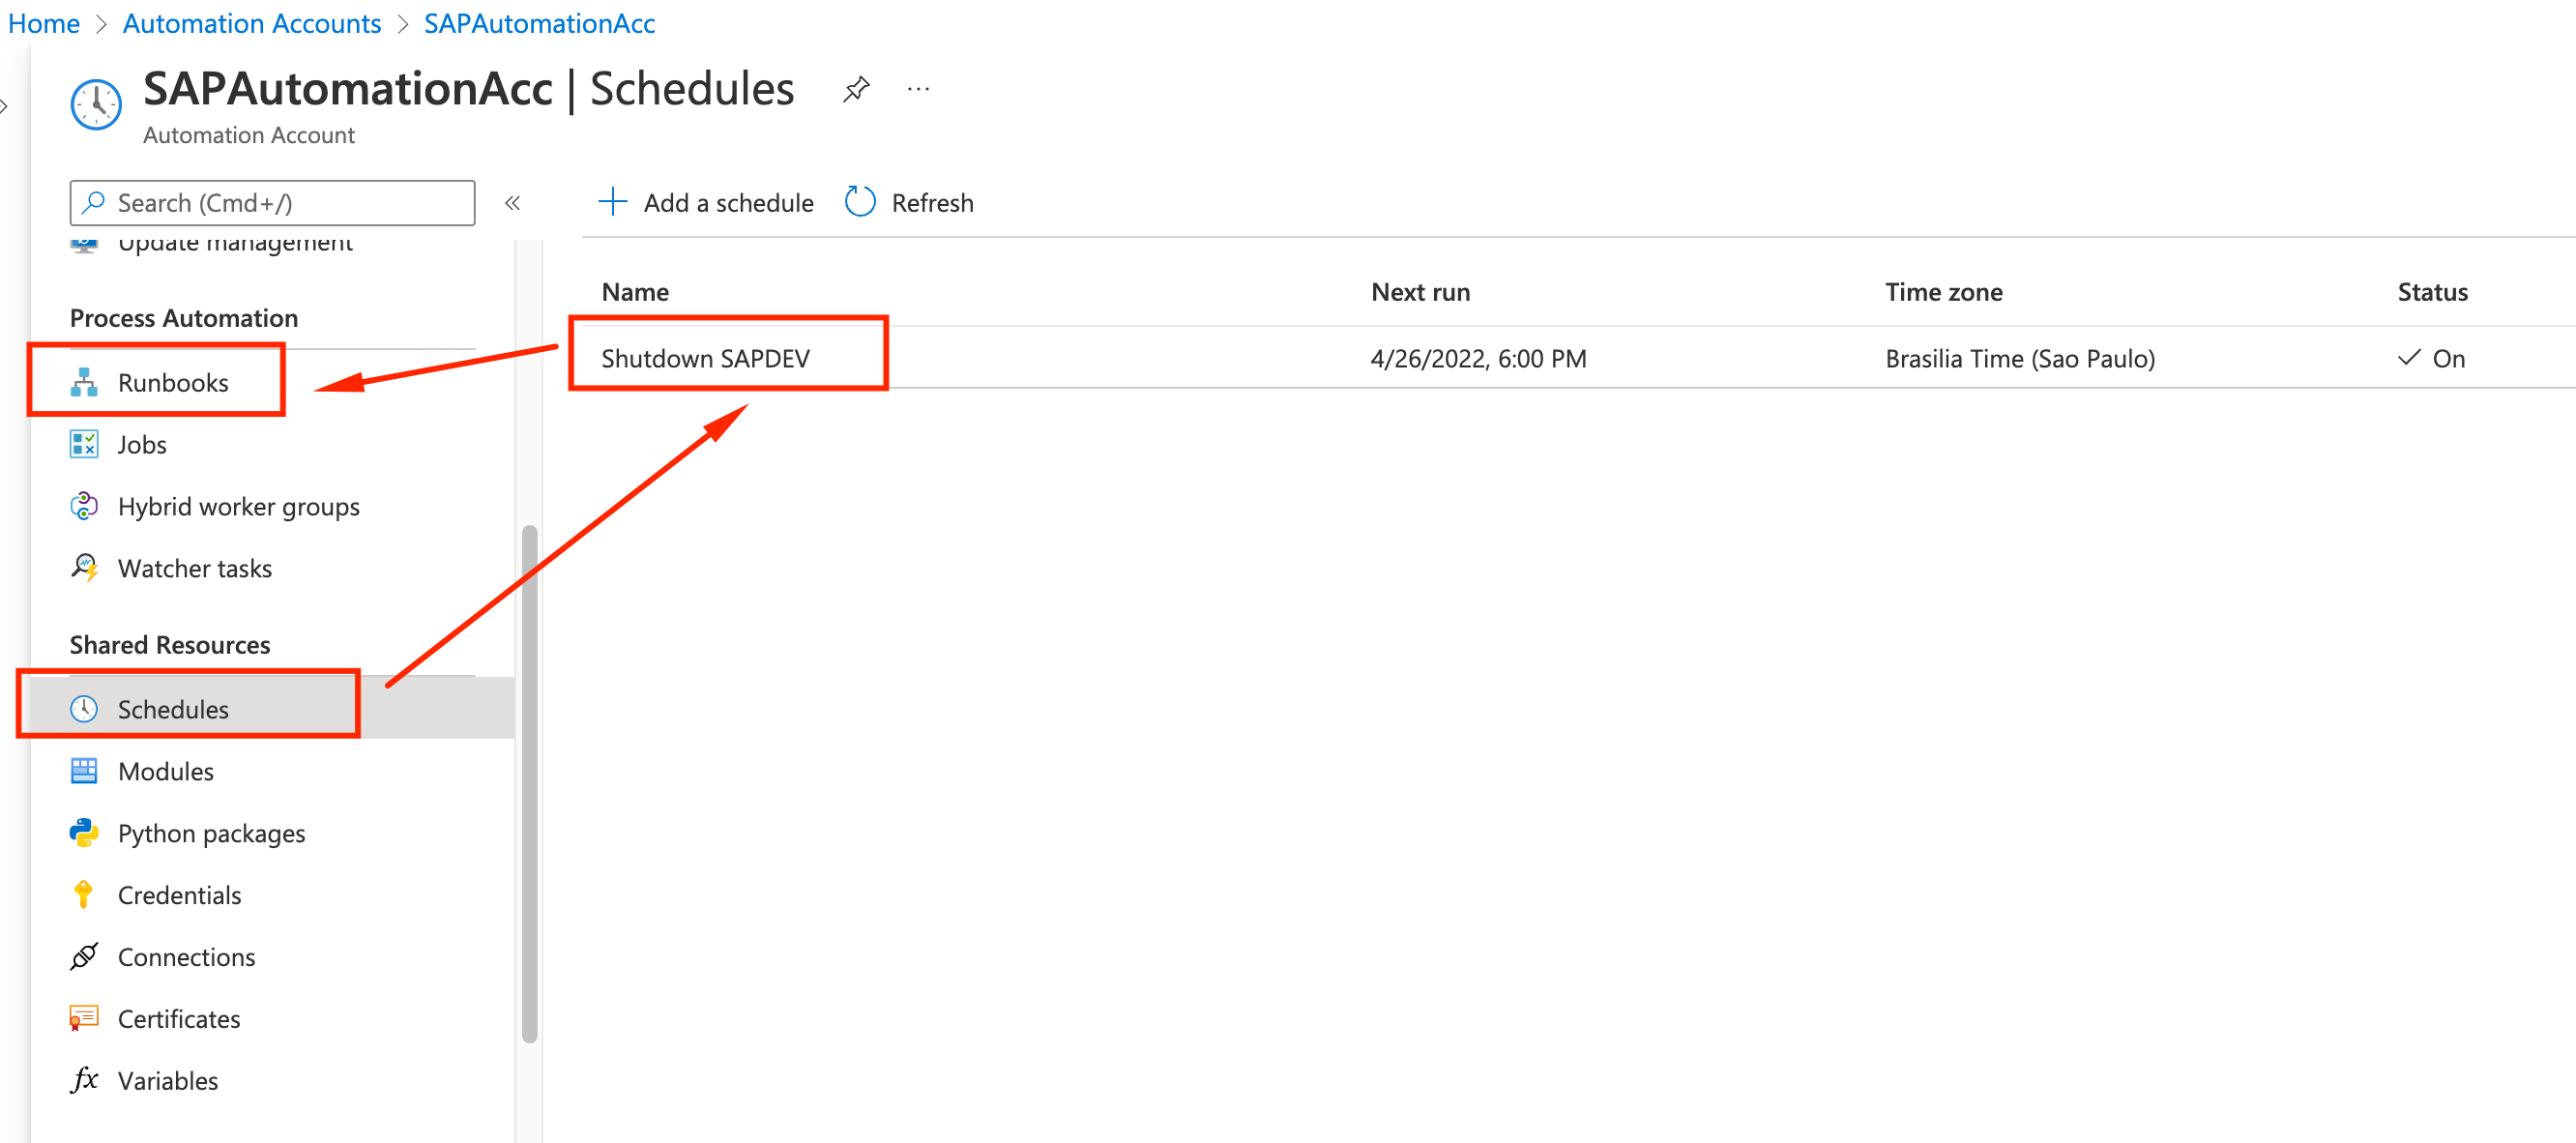 Home > Automation Accounts > SAPAutomationAcc
SAPAutomationAcc | Schedules ...
Automation Account
Search (Cmd+/) «
Add a schedule Refresh
Update management
Process Automation
Runbooks
Jobs
Hybrid worker groups
Watcher tasks
Shared Resources
Schedules
Modules
Python packages
Credentials
Connections
Certificates
fx Variables
Name Next run Time zone Status
Shutdown SAPDEV 4/26/2022, 6:00 PM Brasilia Time (Sao Paulo) On